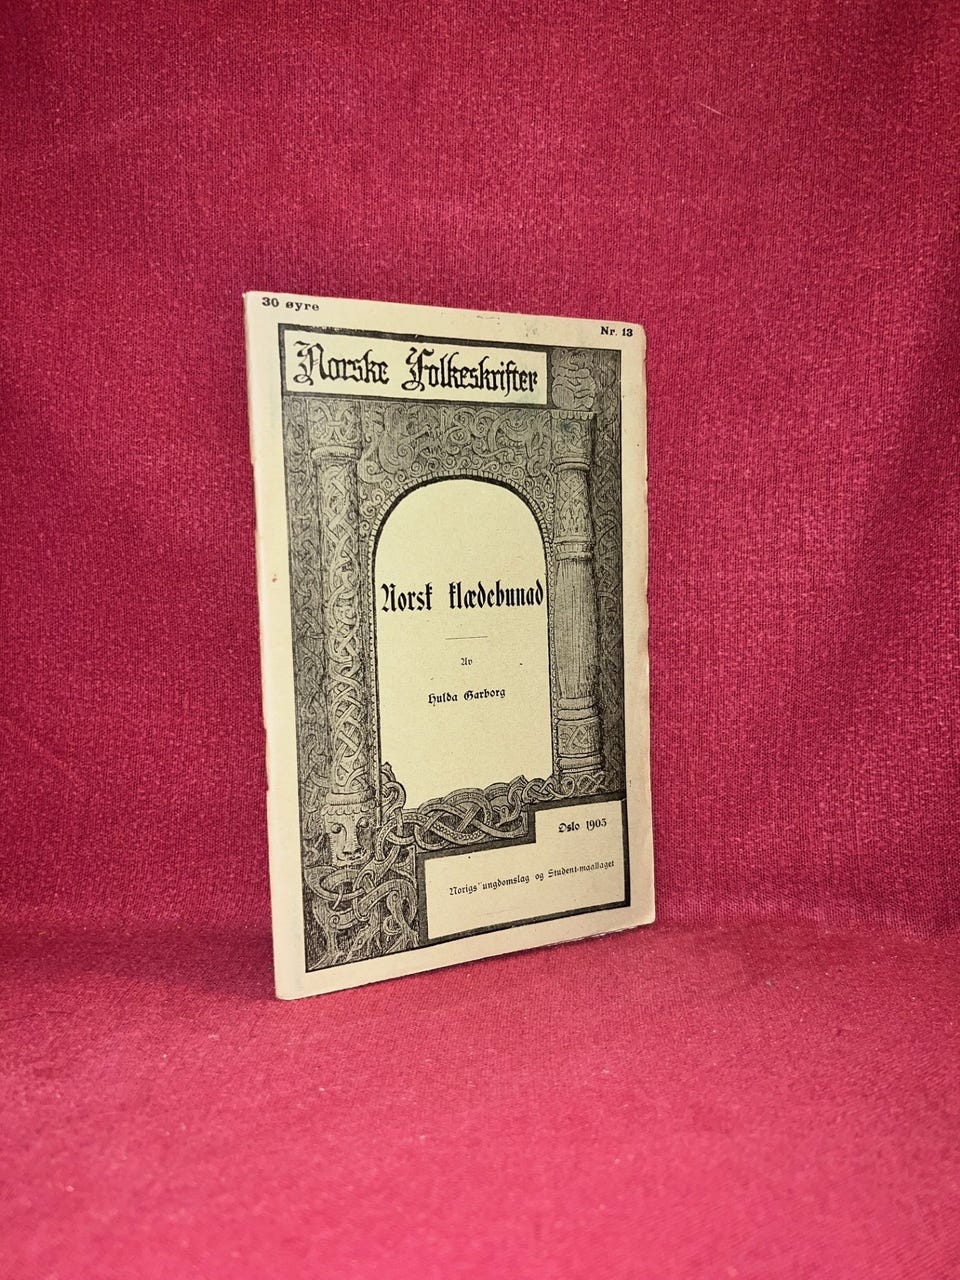 30 øyre
Nr. 13
Norske Folkeskrifter
Norsk klædebunad
Av
Hulda Garborg
Oslo 1903
Norigs ungdomslag og Student-maallaget